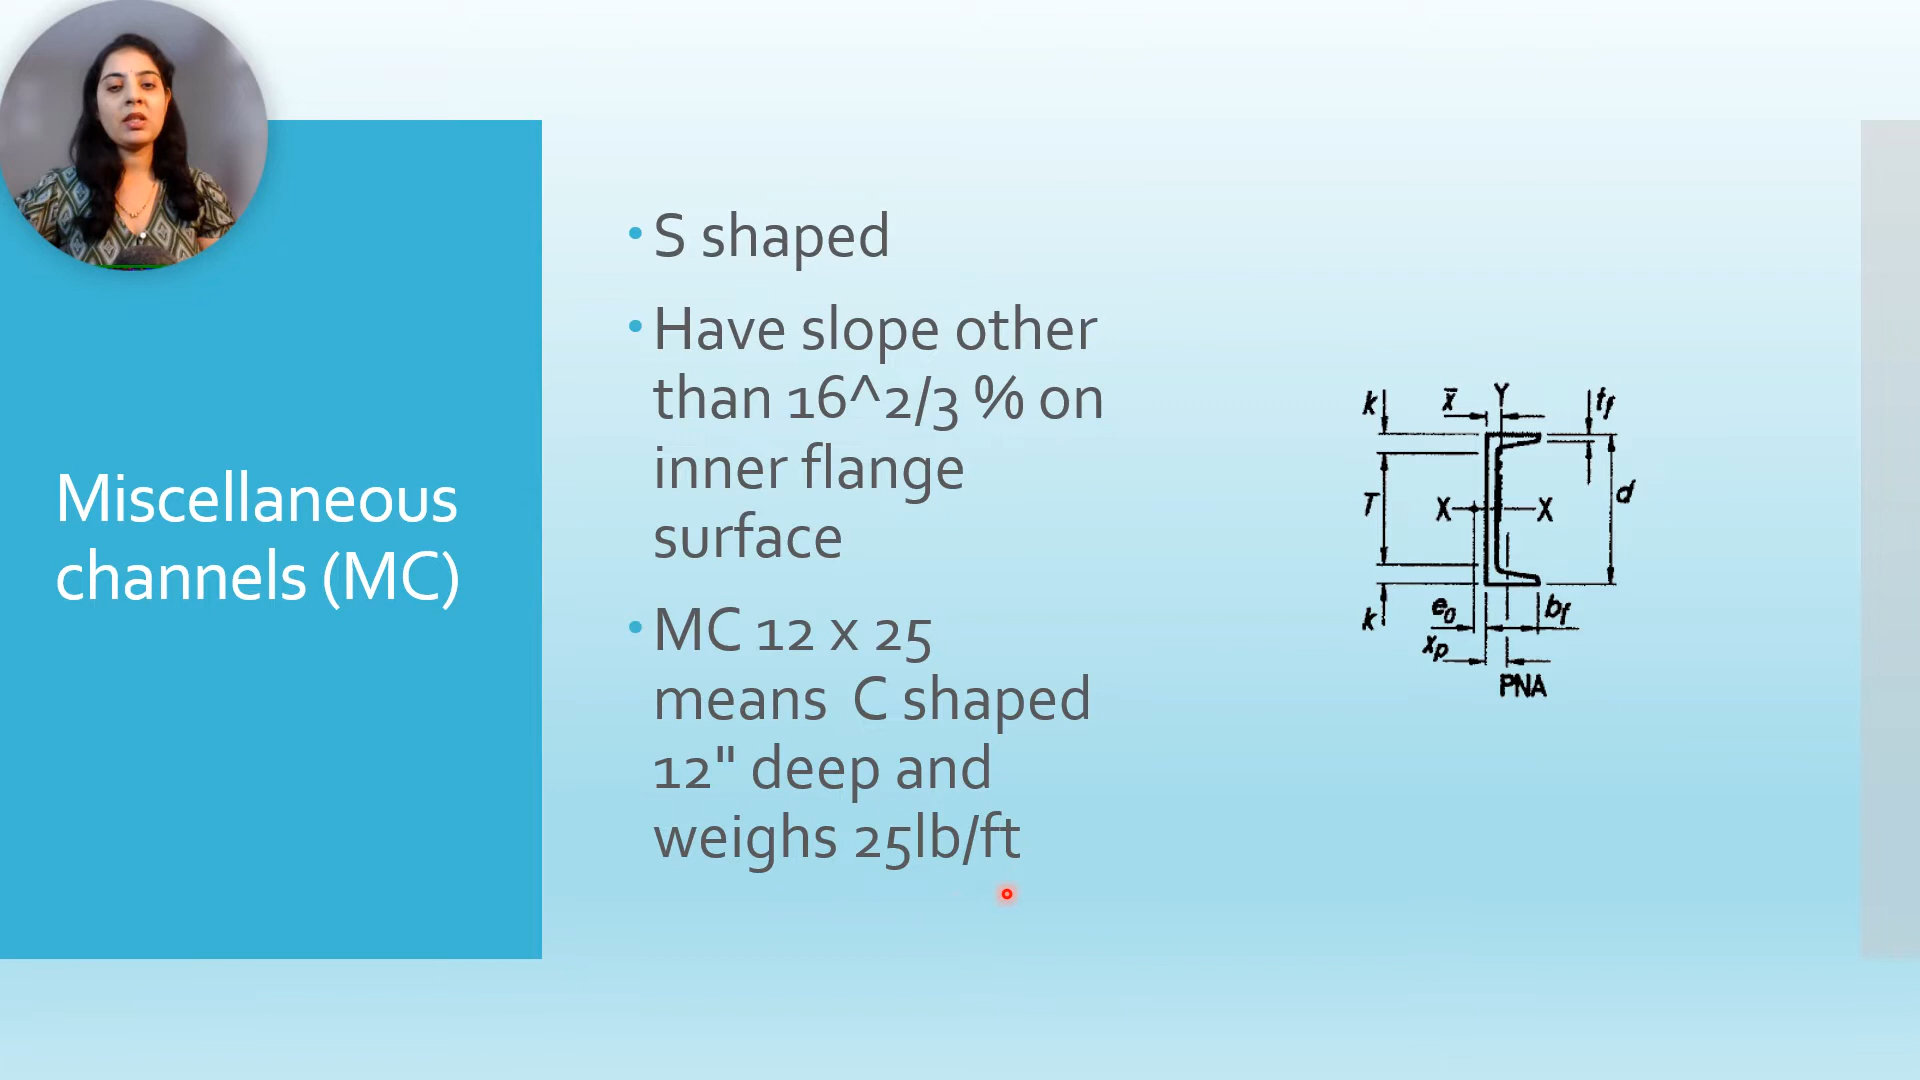 Miscellaneous
channels (MC)
• S shaped
• Have slope other
than 16^2/3 % on
inner flange
surface
• MC 12 x 25
means  C shaped
12" deep and
weighs 25lb/ft
k x̄ Y tf
T X X d
k eo bf
xp
PNA